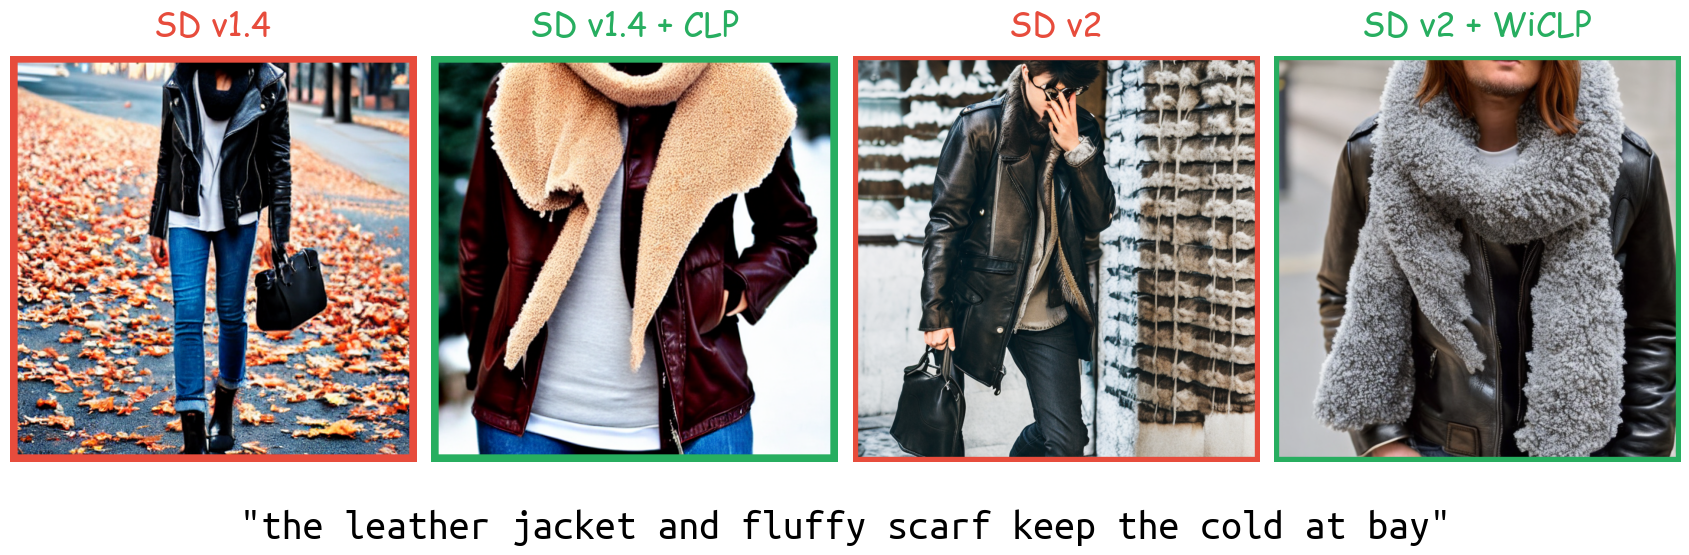 SD v1.4
SD v1.4 + CLP
SD v2
SD v2 + WiCLP
"the leather jacket and fluffy scarf keep the cold at bay"